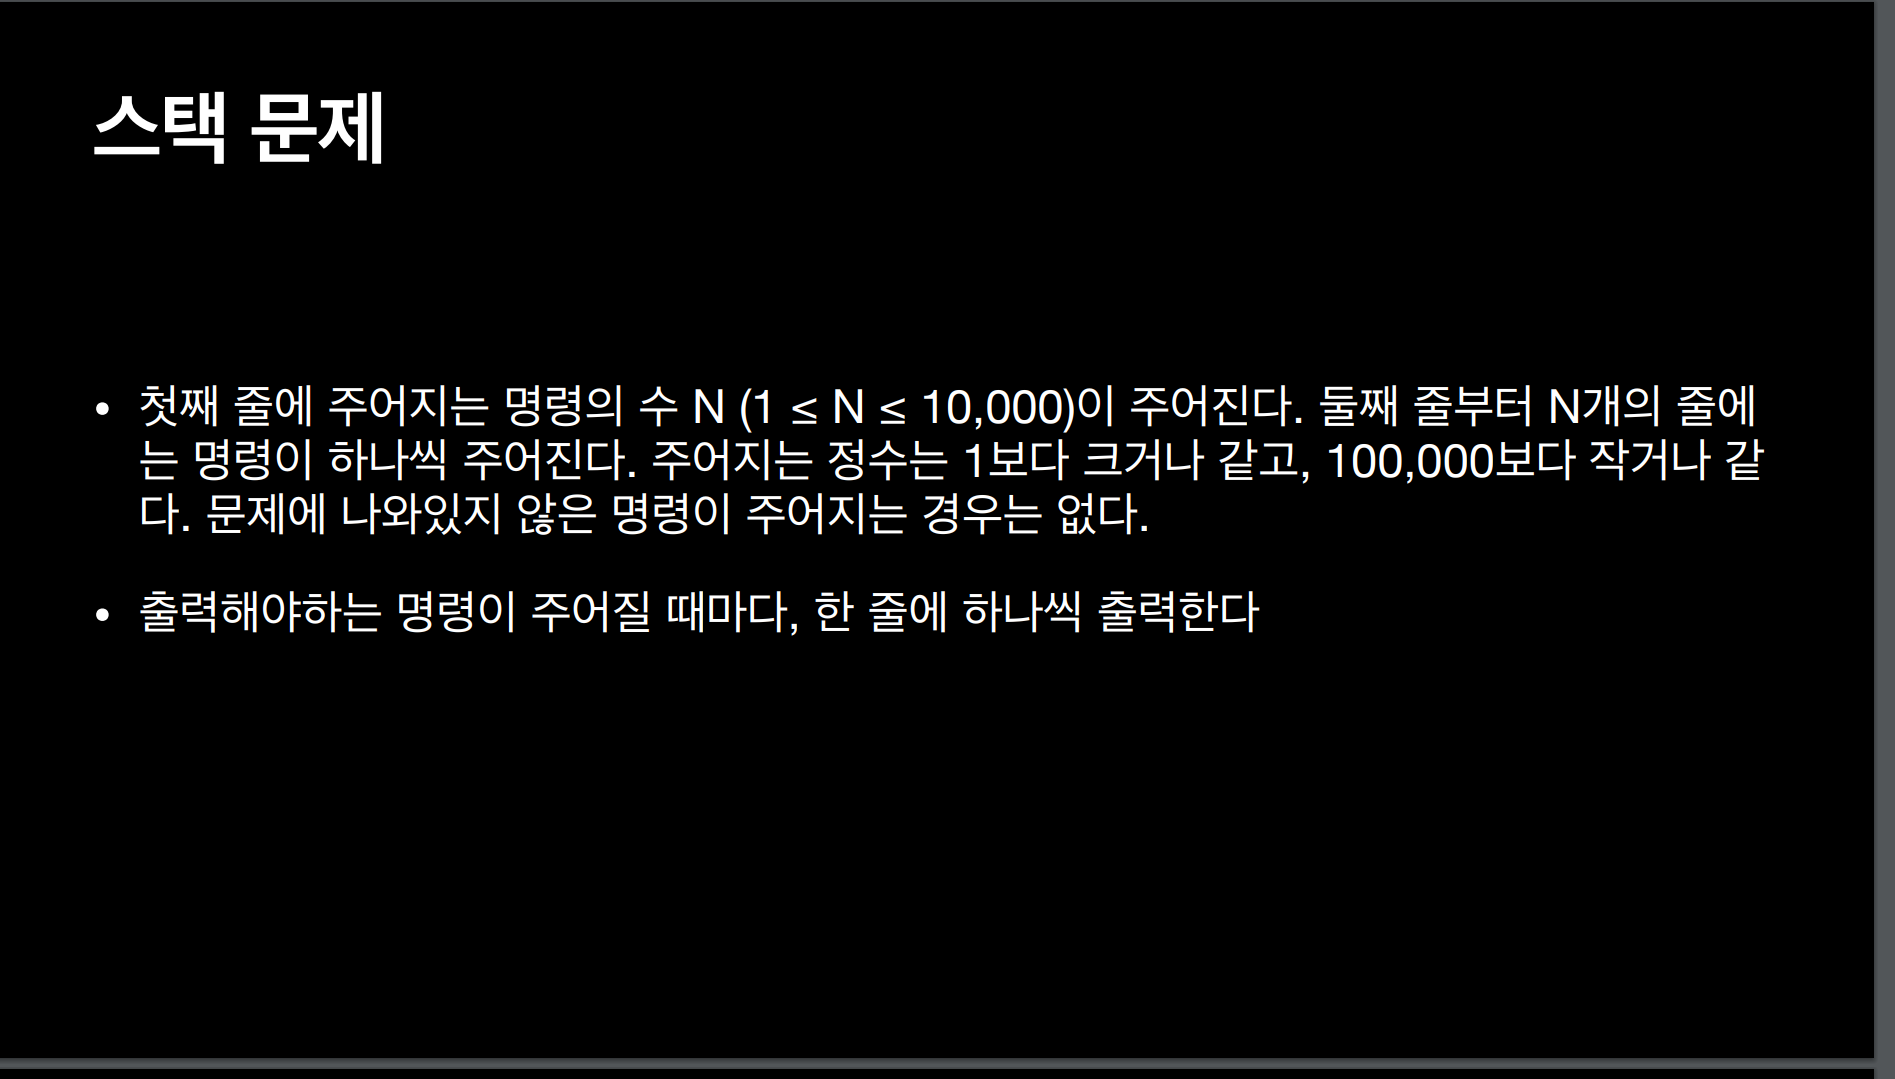 스택 문제
• 첫째 줄에 주어지는 명령의 수 N (1 ≤ N ≤ 10,000)이 주어진다. 둘째 줄부터 N개의 줄에
는 명령이 하나씩 주어진다. 주어지는 정수는 1보다 크거나 같고, 100,000보다 작거나 같
다. 문제에 나와있지 않은 명령이 주어지는 경우는 없다.
• 출력해야하는 명령이 주어질 때마다, 한 줄에 하나씩 출력한다